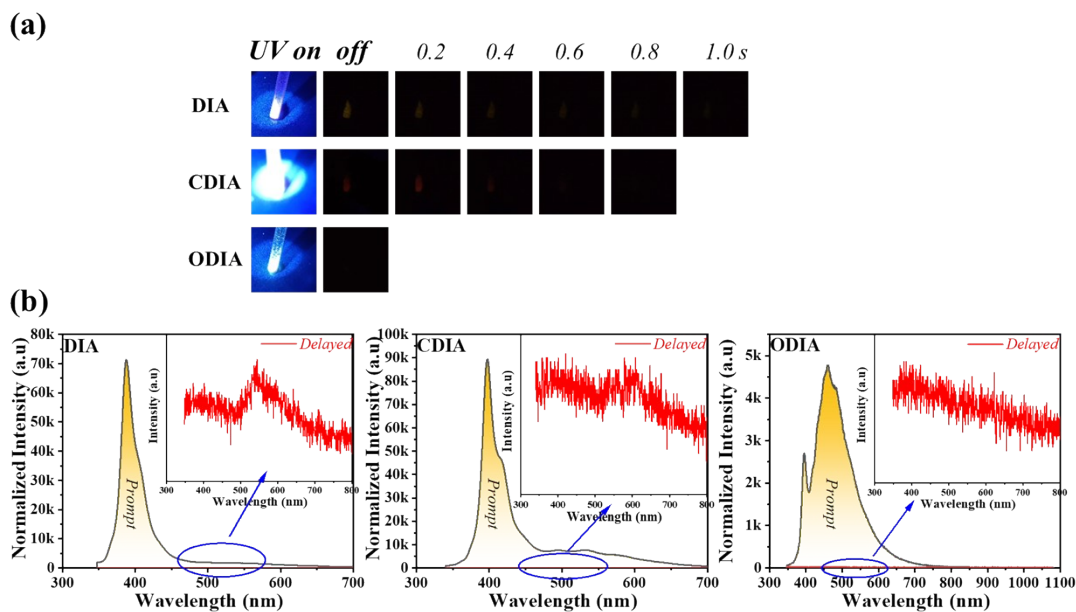 (a)
UV on off 0.2 0.4 0.6 0.8 1.0 s
DIA
CDIA
ODIA
(b)
80k
70k
60k
50k
40k
30k
20k
10k
0k
Normalized Intensity (a.u)
DIA
Prompt
300 400 500 600 700
Wavelength (nm)
Delayed
Intensity (a.u)
300 400 500 600 700 800
Wavelength (nm)
100k
90k
80k
70k
60k
50k
40k
30k
20k
10k
0k
Normalized Intensity (a.u)
CDIA
Prompt
300 400 500 600 700
Wavelength (nm)
Delayed
Intensity (a.u)
300 400 500 600 700 800
Wavelength (nm)
5k
4k
3k
2k
1k
0
Normalized Intensity (a.u)
ODIA
Prompt
300 400 500 600 700 800 900 1000 1100
Wavelength (nm)
Delayed
Intensity (a.u)
300 400 500 600 700 800
Wavelength (nm)